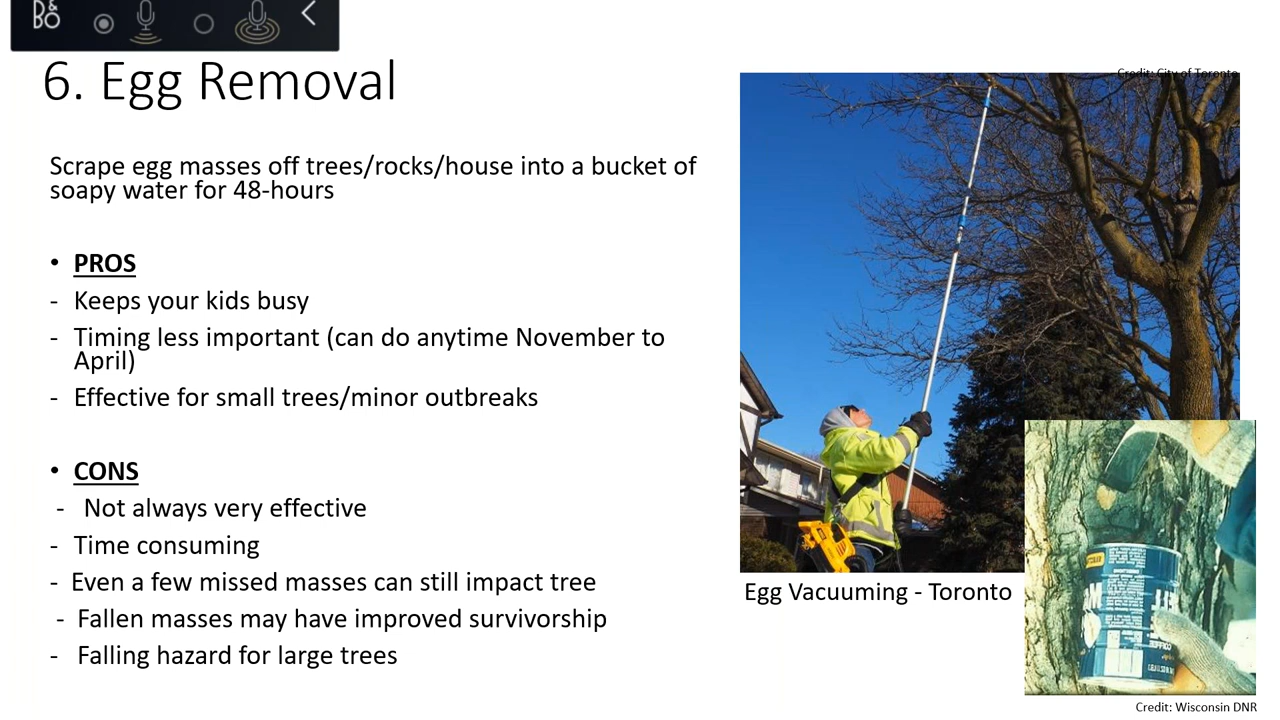 B&O
6. Egg Removal
Credit: City of Toronto
Scrape egg masses off trees/rocks/house into a bucket of
soapy water for 48-hours
• PROS
- Keeps your kids busy
- Timing less important (can do anytime November to
April)
- Effective for small trees/minor outbreaks
• CONS
- Not always very effective
- Time consuming
- Even a few missed masses can still impact tree
- Fallen masses may have improved survivorship
- Falling hazard for large trees
Egg Vacuuming - Toronto
Credit: Wisconsin DNR